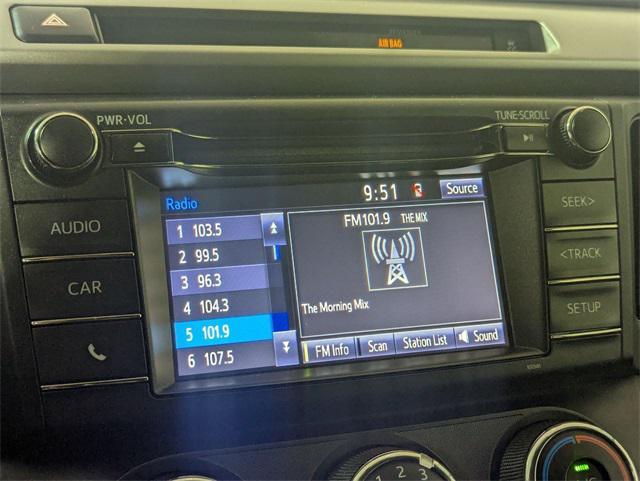 AIR BAG
PWR·VOL
TUNE·SCROLL
Radio
9:51
Source
AUDIO
CAR
SEEK>
<TRACK
SETUP
1 103.5
2 99.5
3 96.3
4 104.3
5 101.9
6 107.5
FM101.9 THE MIX
The Morning Mix
FM Info
Scan
Station List
Sound
1 2 3